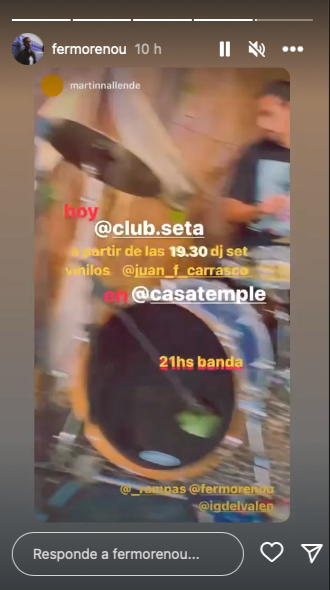 fermorenou 10 h
martinnallende
hoy
@club.seta
a partir de las 19.30 dj set
vinilos @juan_f_carrasco_
en @casatemple
21hs banda
@_rampas @fermorenou
@igdelvalen
Responde a fermorenou...